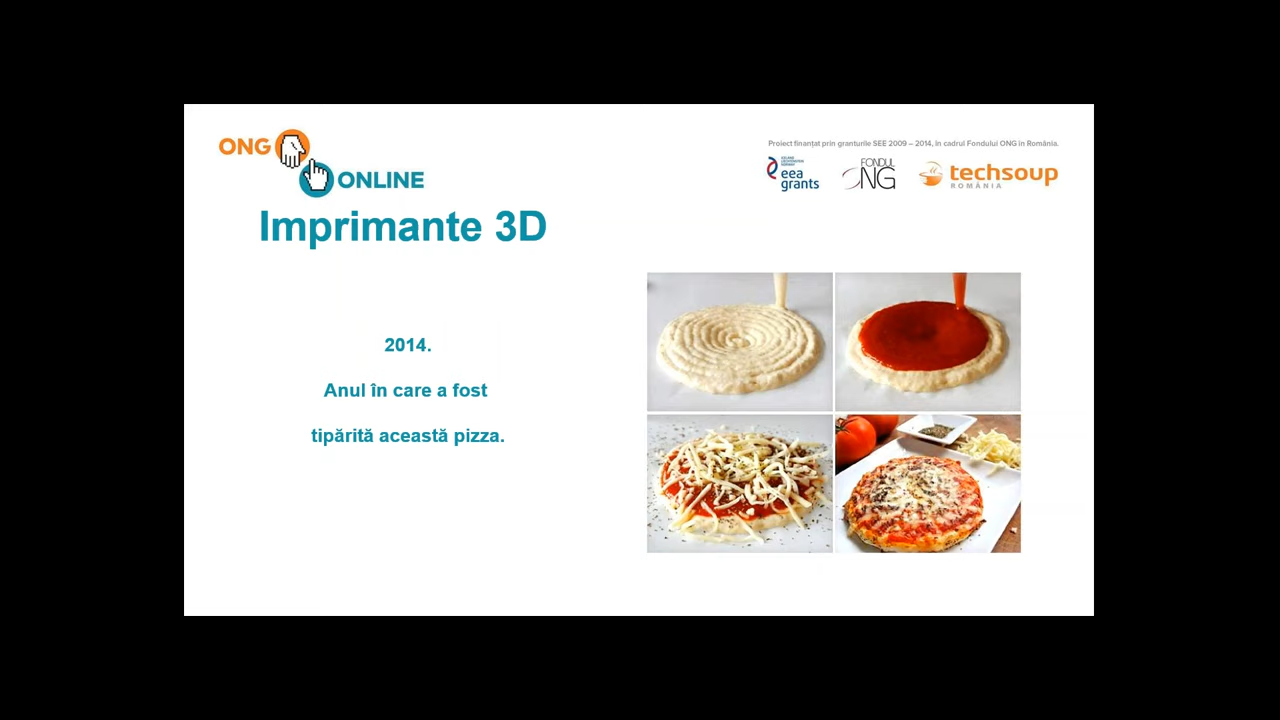 ONG
ONLINE
Proiect finanțat prin granturile SEE 2009 – 2014, în cadrul Fondului ONG în România.
eea
grants
FONDUL
ONG
techsoup
ROMÂNIA
Imprimante 3D
2014.
Anul în care a fost
tipărită această pizza.